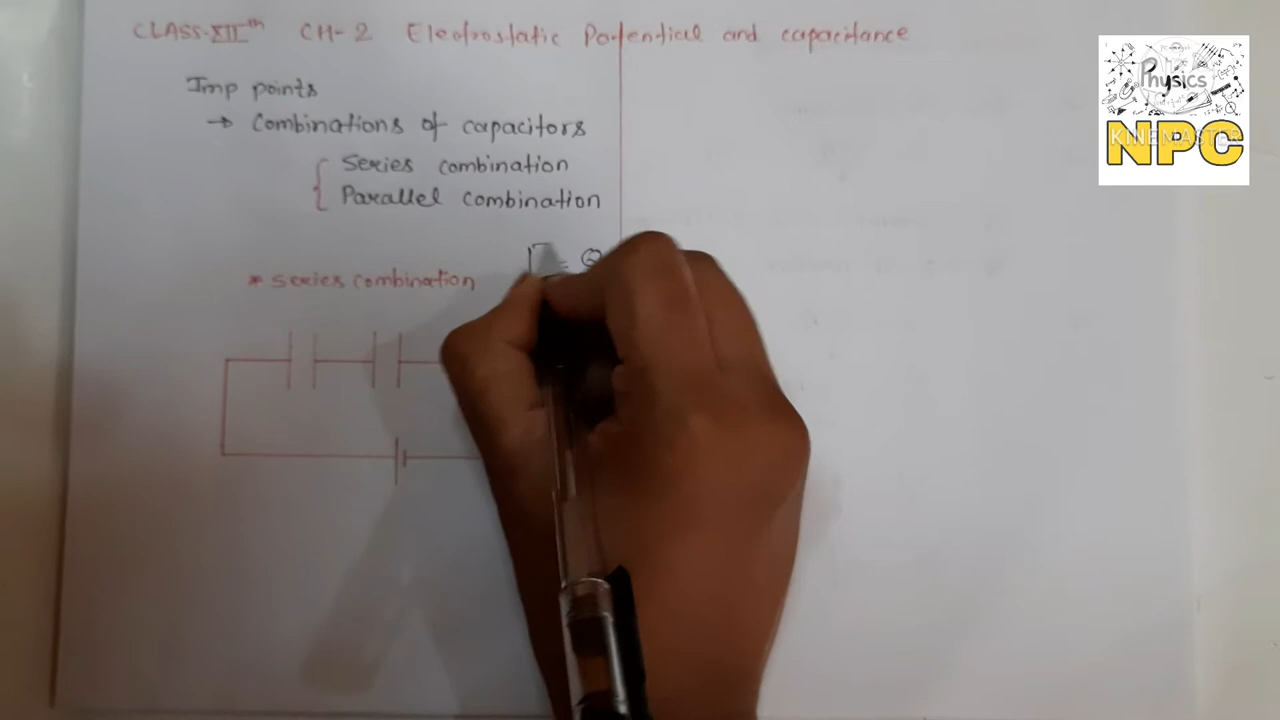 CLASS-XIIth CH-2 Electrostatic Potential and capacitance
Imp points
→ Combinations of capacitors
Series combination
Parallel combination
* Series combination
Physics
NPC
KINEMASTER